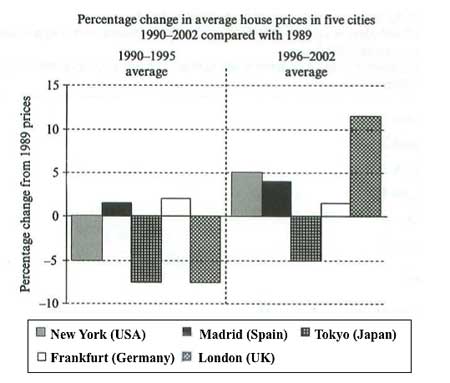 Percentage change in average house prices in five cities
1990–2002 compared with 1989
1990–1995
average
1996–2002
average
Percentage change from 1989 prices
15
10
5
0
–5
–10
New York (USA) Madrid (Spain) Tokyo (Japan)
Frankfurt (Germany) London (UK)